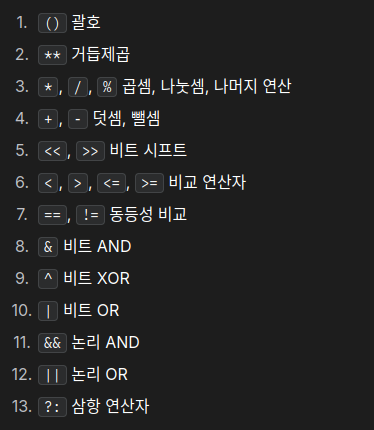 1. () 괄호
2. ** 거듭제곱
3. *, /, % 곱셈, 나눗셈, 나머지 연산
4. +, - 덧셈, 뺄셈
5. <<, >> 비트 시프트
6. <, >, <=, >= 비교 연산자
7. ==, != 동등성 비교
8. & 비트 AND
9. ^ 비트 XOR
10. | 비트 OR
11. && 논리 AND
12. || 논리 OR
13. ?: 삼항 연산자